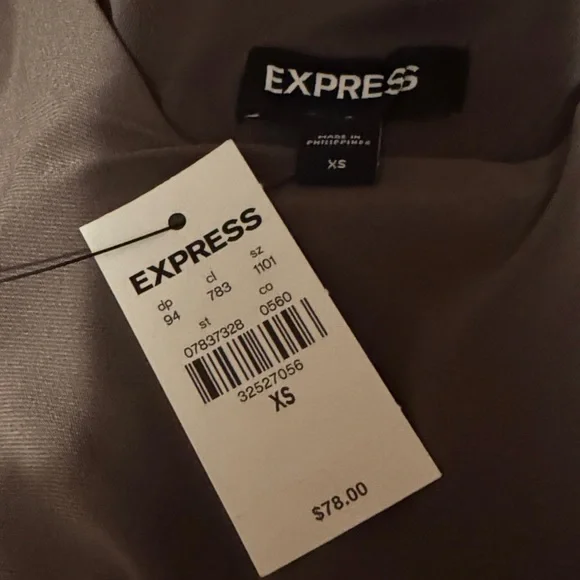 EXPRESS
MADE IN
PHILIPPINES
XS
EXPRESS
dp cl sz
94 783 1101
st co
07837328 0560
32527056
XS
$78.00